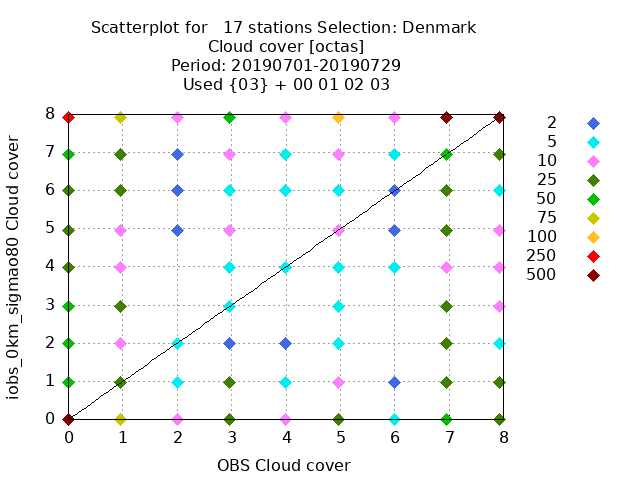 Scatterplot for   17 stations Selection: Denmark
Cloud cover [octas]
Period: 20190701-20190729
Used {03} + 00 01 02 03
iobs_0km_sigmao80 Cloud cover
8
7
6
5
4
3
2
1
0
0 1 2 3 4 5 6 7 8
OBS Cloud cover
2
5
10
25
50
75
100
250
500